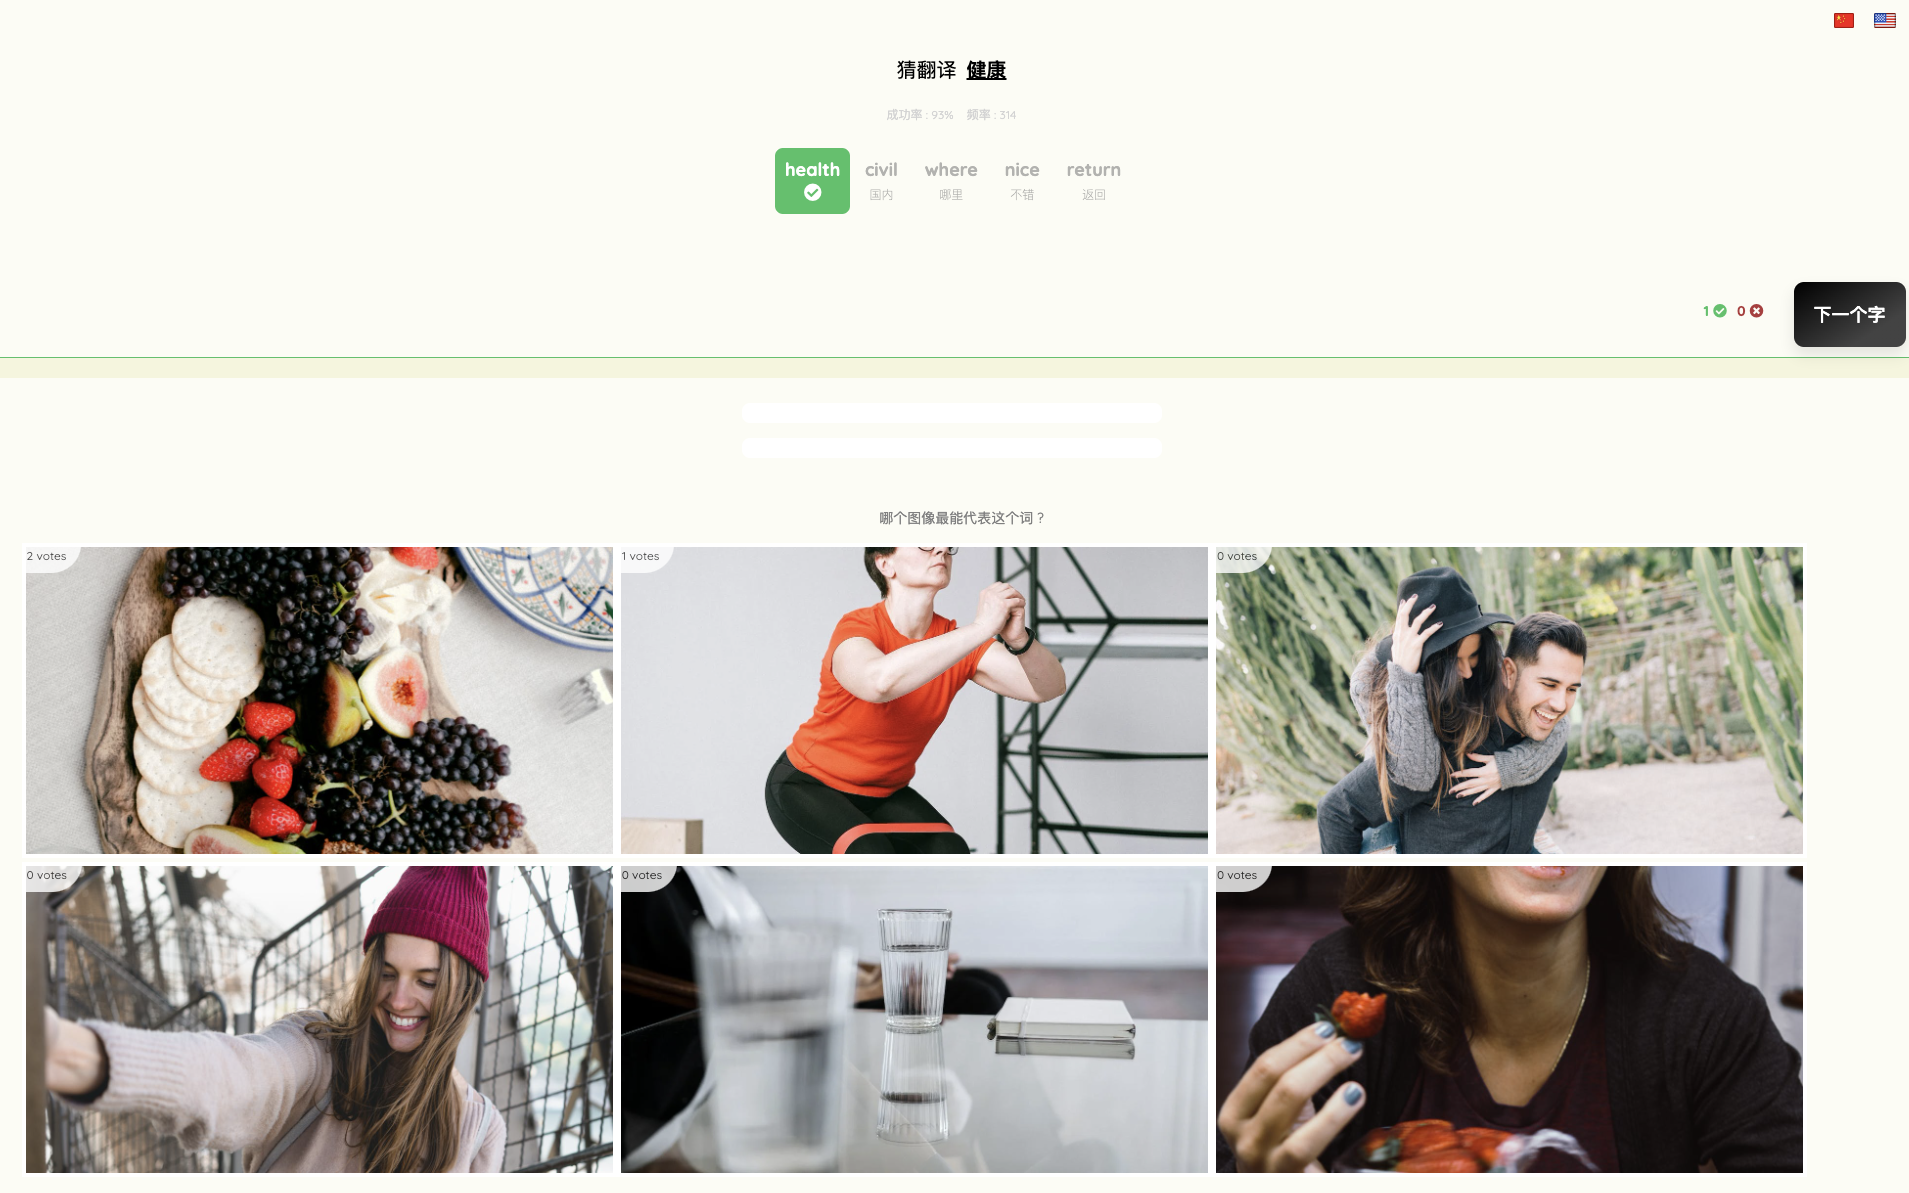 猜翻译 健康
成功率 : 93% 频率 : 314
health civil where nice return
国内 哪里 不错 返回
1 0
下一个字
哪个图像最能代表这个词 ?
2 votes 1 votes 0 votes
0 votes 0 votes 0 votes